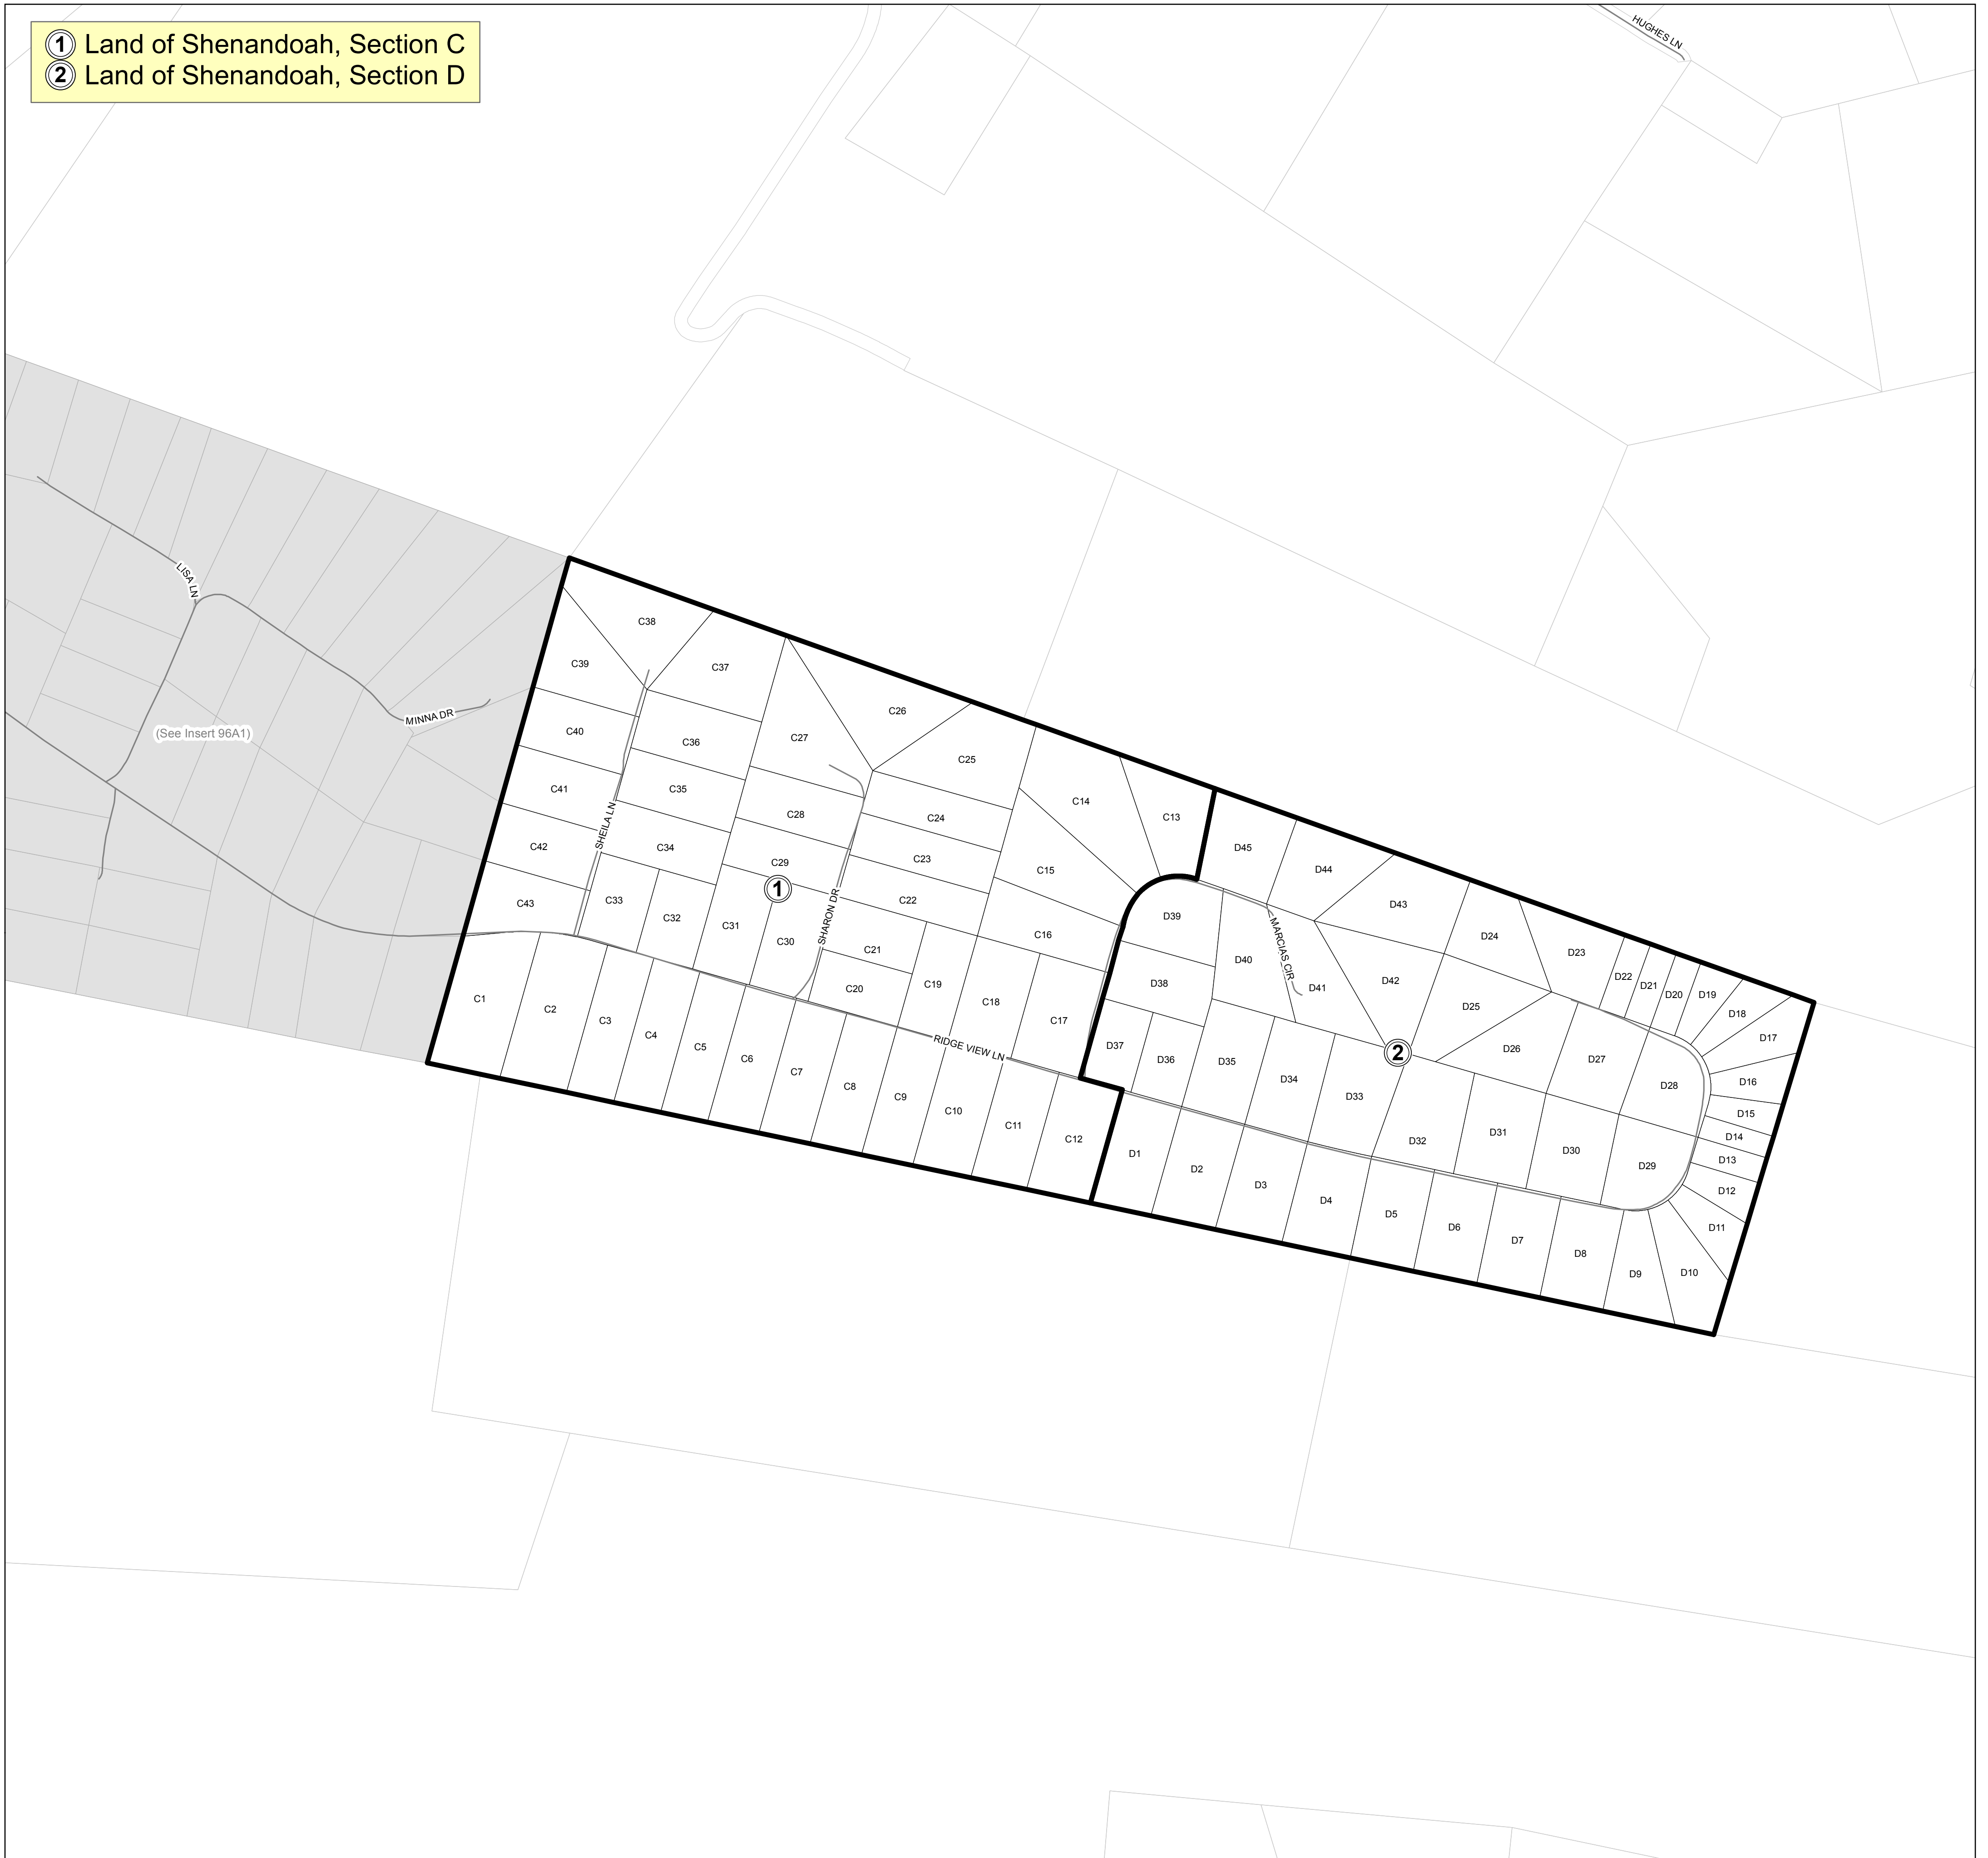 1 Land of Shenandoah, Section C
2 Land of Shenandoah, Section D
HUGHES LN
LISA LN
MINNA DR
(See Insert 96A1)
C38
C39
C37
C26
C27
C40
C36
C25
C41
C35
C14
C28
C24
C13
SHEILA LN
C42
C34
C29
C23
C15
D45
D44
1
C43
C33
C32
C31
C30
SHARON DR
C22
C21
C16
D39
D43
MARCIAS CIR
D24
C1
C2
C3
C4
C5
C6
C7
C20
C19
C18
C17
D38
D40
D41
D42
D25
D23
D22
D21
D20
D19
D18
D17
RIDGE VIEW LN
D37
D36
D35
D34
D33
2
D26
D27
D28
D16
C8
C9
C10
C11
C12
D1
D2
D3
D4
D32
D31
D30
D29
D15
D14
D13
D12
D11
D5
D6
D7
D8
D9
D10